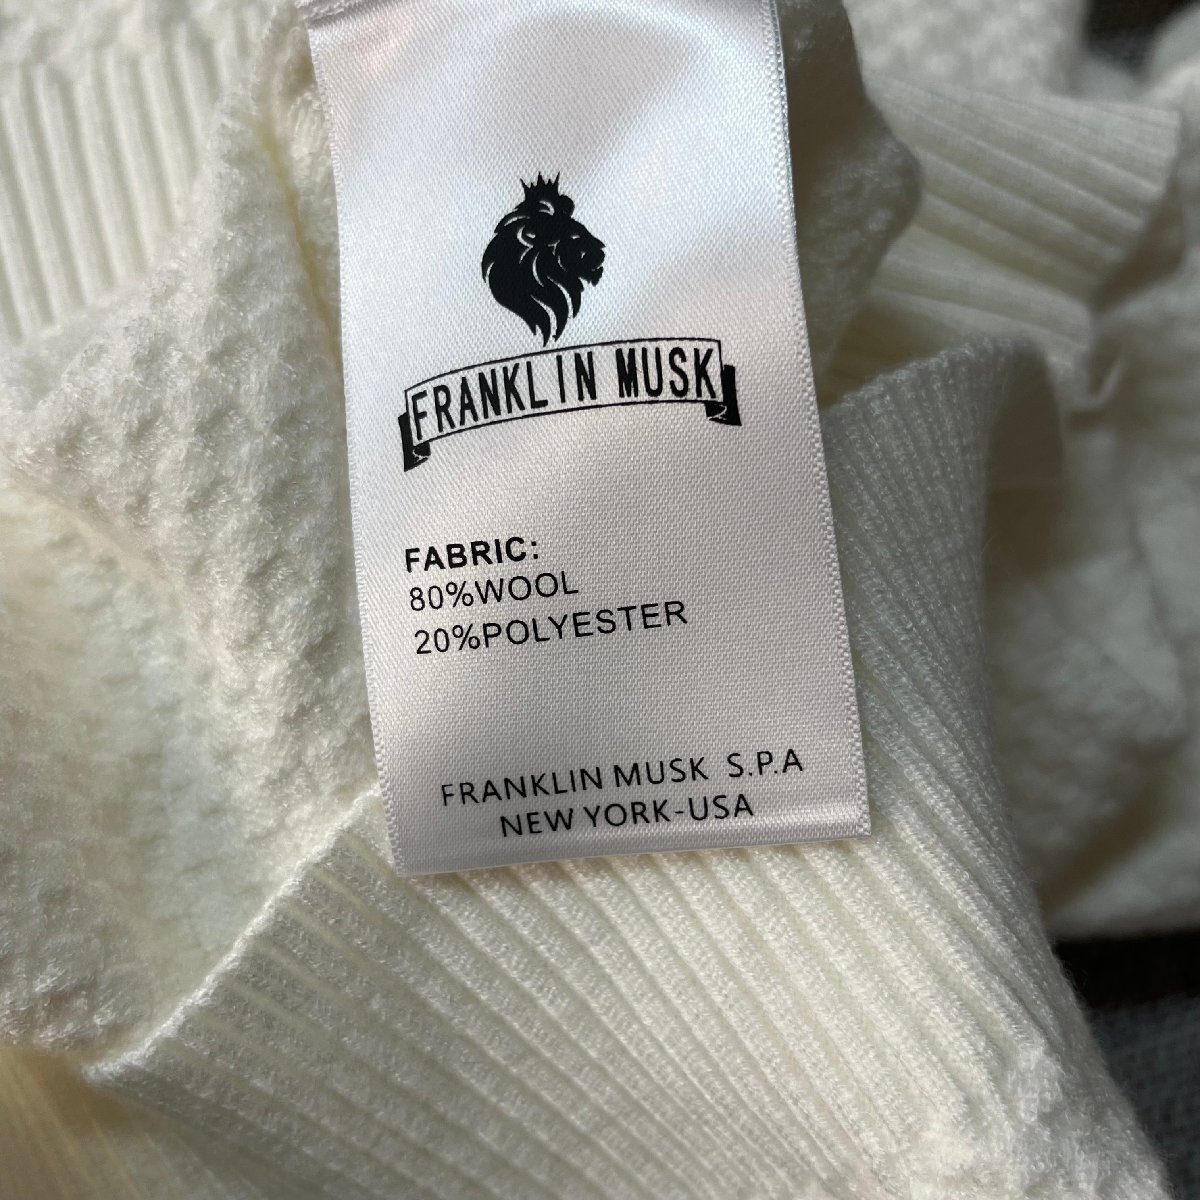 FRANKLIN MUSK
FABRIC:
80%WOOL
20%POLYESTER
FRANKLIN MUSK S.P.A
NEW YORK-USA